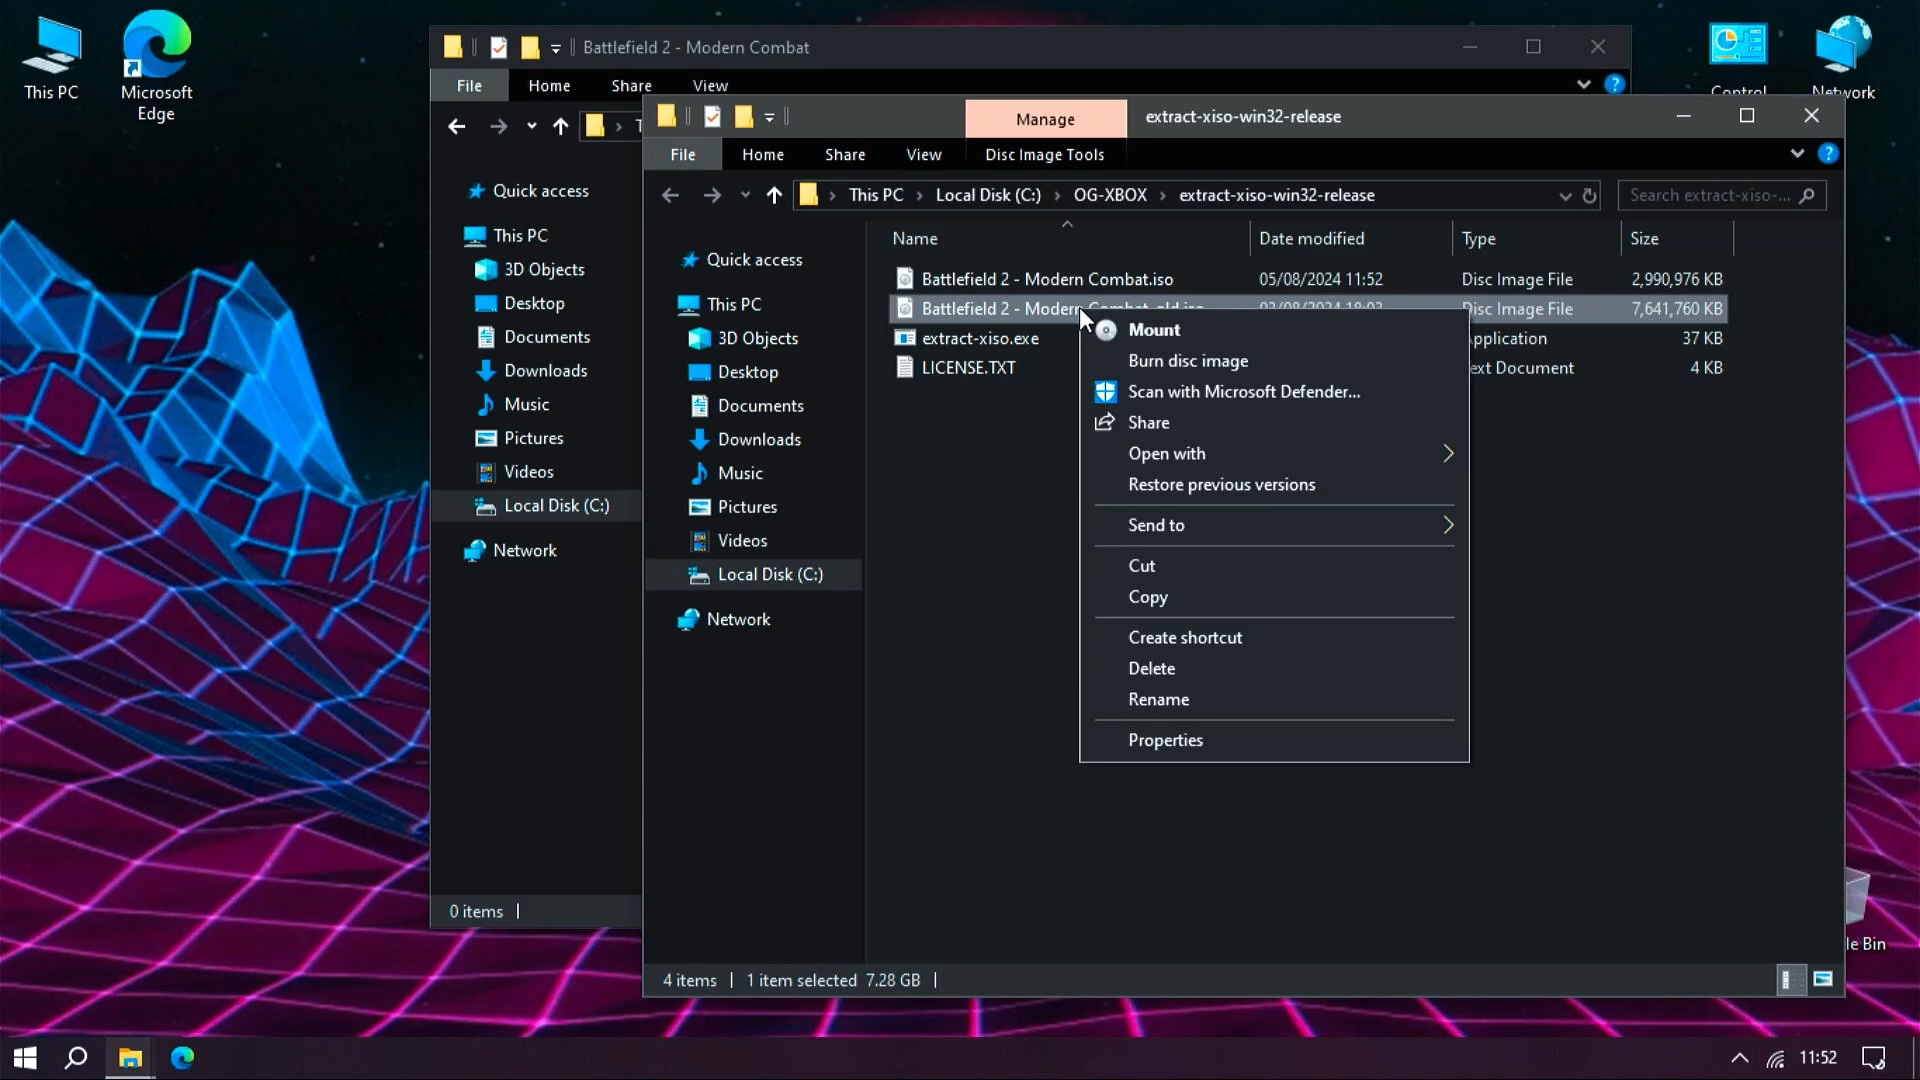 This PC
Microsoft
Edge
Control
Network
Battlefield 2 - Modern Combat
File
Home
Share
View
Quick access
This PC
3D Objects
Desktop
Documents
Downloads
Music
Pictures
Videos
Local Disk (C:)
Network
0 items
Manage
extract-xiso-win32-release
File
Home
Share
View
Disc Image Tools
This PC
Local Disk (C:)
OG-XBOX
extract-xiso-win32-release
Search extract-xiso-...
Quick access
This PC
3D Objects
Desktop
Documents
Downloads
Music
Pictures
Videos
Local Disk (C:)
Network
Name Date modified Type Size
Battlefield 2 - Modern Combat.iso 05/08/2024 11:52 Disc Image File 2,990,976 KB
Battlefield 2 - Modern Disc Image File 7,641,760 KB
extract-xiso.exe pplication 37 KB
LICENSE.TXT ext Document 4 KB
Mount
Burn disc image
Scan with Microsoft Defender...
Share
Open with
Restore previous versions
Send to
Cut
Copy
Create shortcut
Delete
Rename
Properties
4 items 1 item selected 7.28 GB
le Bin
11:52